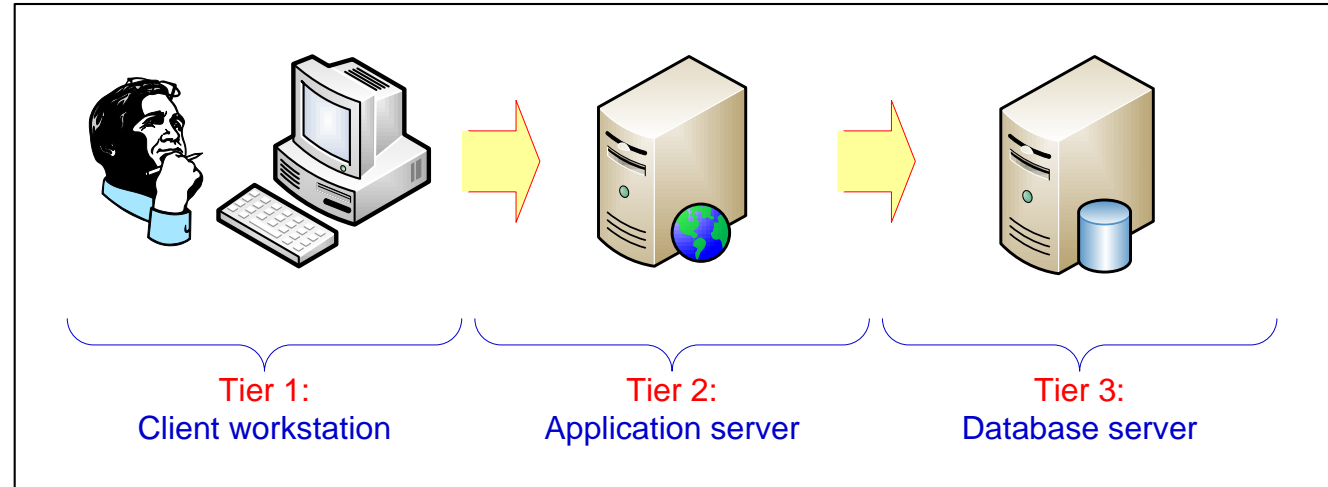 Tier 1:
Client workstation
Tier 2:
Application server
Tier 3:
Database server